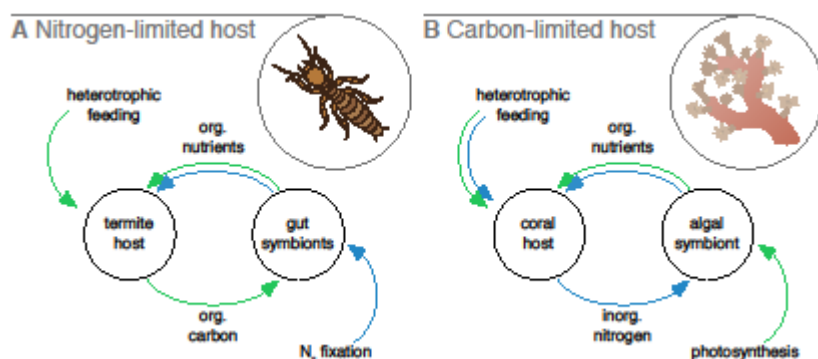 A Nitrogen-limited host
heterotrophic
feeding
org.
nutrients
termite
host
gut
symbionts
org.
carbon
N₂ fixation
B Carbon-limited host
heterotrophic
feeding
org.
nutrients
coral
host
algal
symbiont
inorg.
nitrogen
photosynthesis